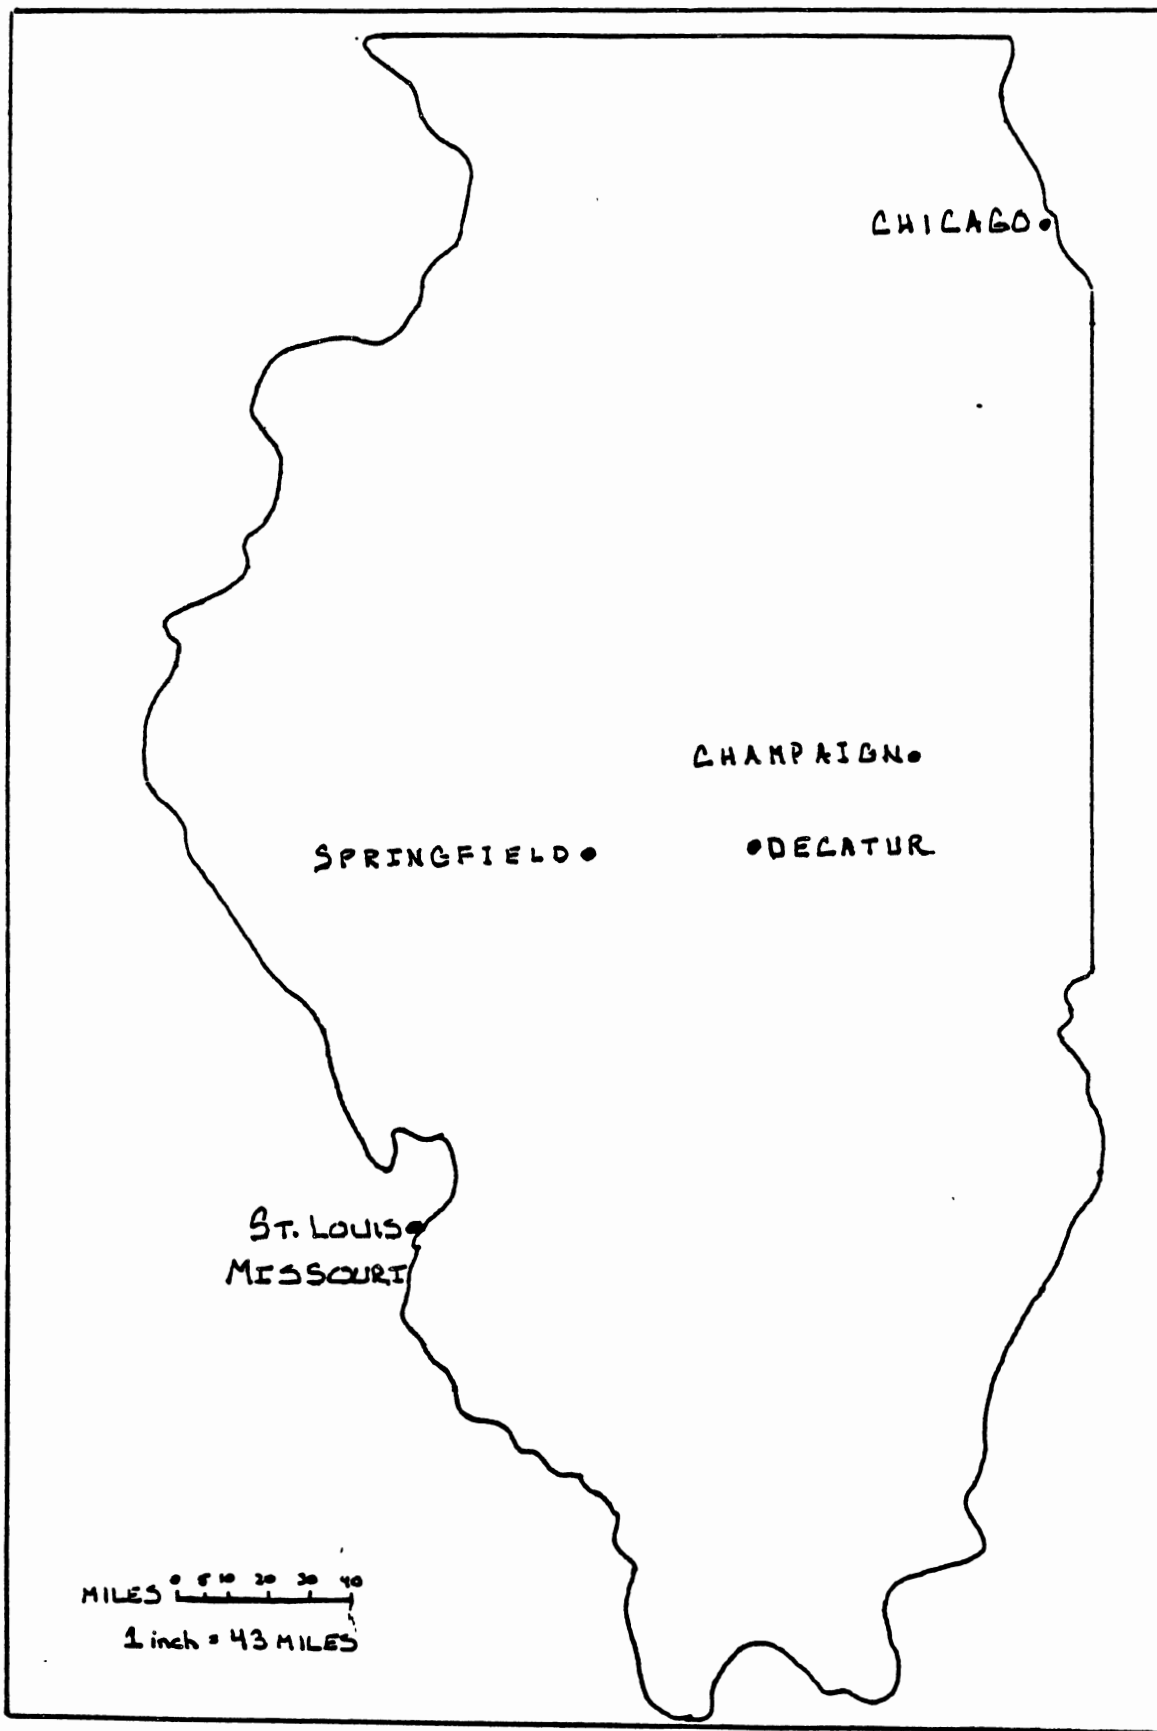 CHICAGO
CHAMPAIGN
SPRINGFIELD
DECATUR
ST. LOUIS
MISSOURI
0 5 10 20 30 40
MILES
1 inch = 43 MILES